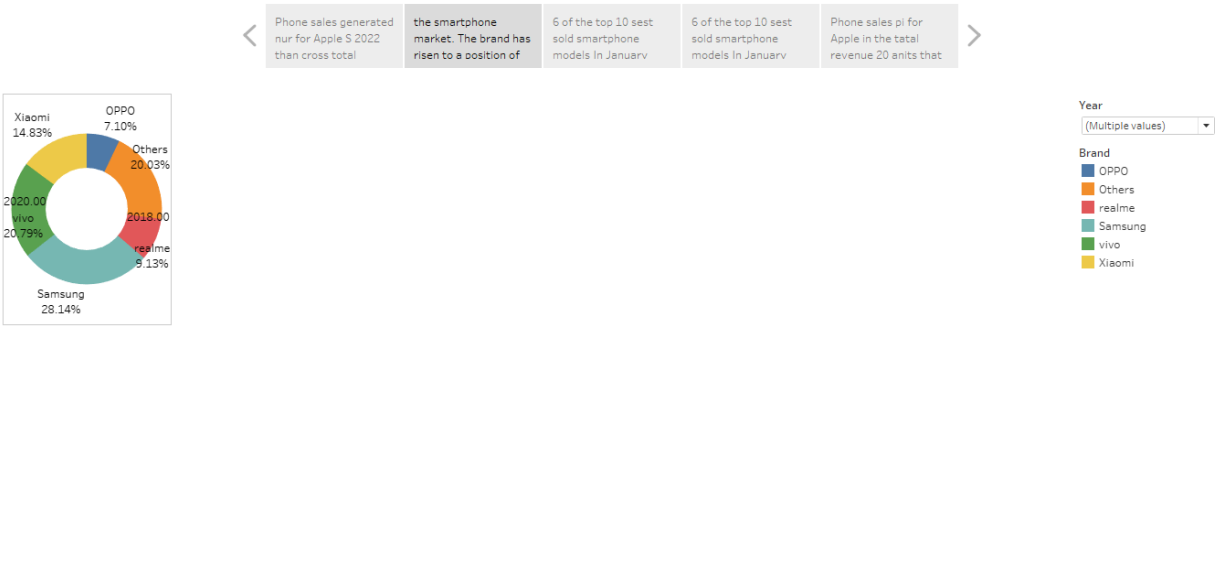 Phone sales generated
nur for Apple S 2022
than cross total
the smartphone
market. The brand has
risen to a position of
6 of the top 10 sest
sold smartphone
models In January
6 of the top 10 sest
sold smartphone
models In January
Phone sales pi for
Apple in the tatal
revenue 20 anits that
OPPO
7.10%
Xiaomi
14.83%
Others
20.03%
2020.00
vivo
20.79%
2018.00
realme
9.13%
Samsung
28.14%
Year
(Multiple values)
Brand
OPPO
Others
realme
Samsung
vivo
Xiaomi